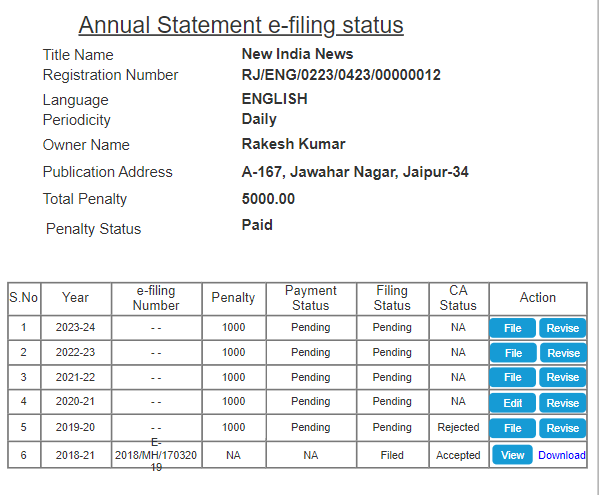 Annual Statement e-filing status
Title Name New India News
Registration Number RJ/ENG/0223/0423/00000012
Language ENGLISH
Periodicity Daily
Owner Name Rakesh Kumar
Publication Address A-167, Jawahar Nagar, Jaipur-34
Total Penalty 5000.00
Penalty Status Paid
S.No Year e-filing Number Penalty Payment Status Filing Status CA Status Action
1 2023-24 - - 1000 Pending Pending NA File Revise
2 2022-23 - - 1000 Pending Pending NA File Revise
3 2021-22 - - 1000 Pending Pending NA File Revise
4 2020-21 - - 1000 Pending Pending NA Edit Revise
5 2019-20 - - 1000 Pending Pending Rejected File Revise
6 2018-21 E-2018/MH/17032019 NA NA Filed Accepted View Download